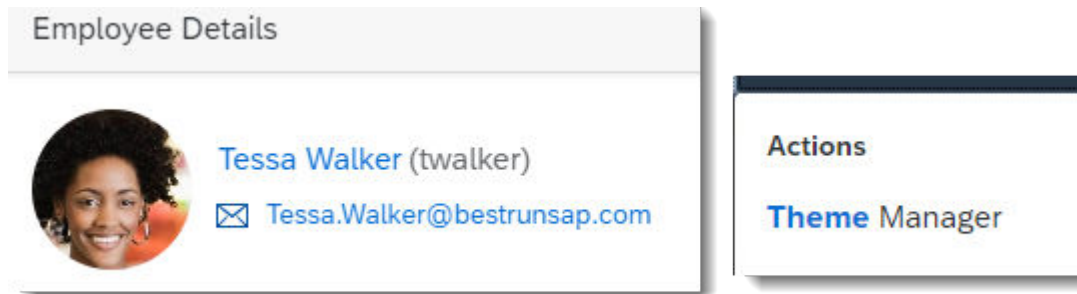 Employee Details
Tessa Walker (twalker)
Tessa.Walker@bestrunsap.com
Actions
Theme Manager